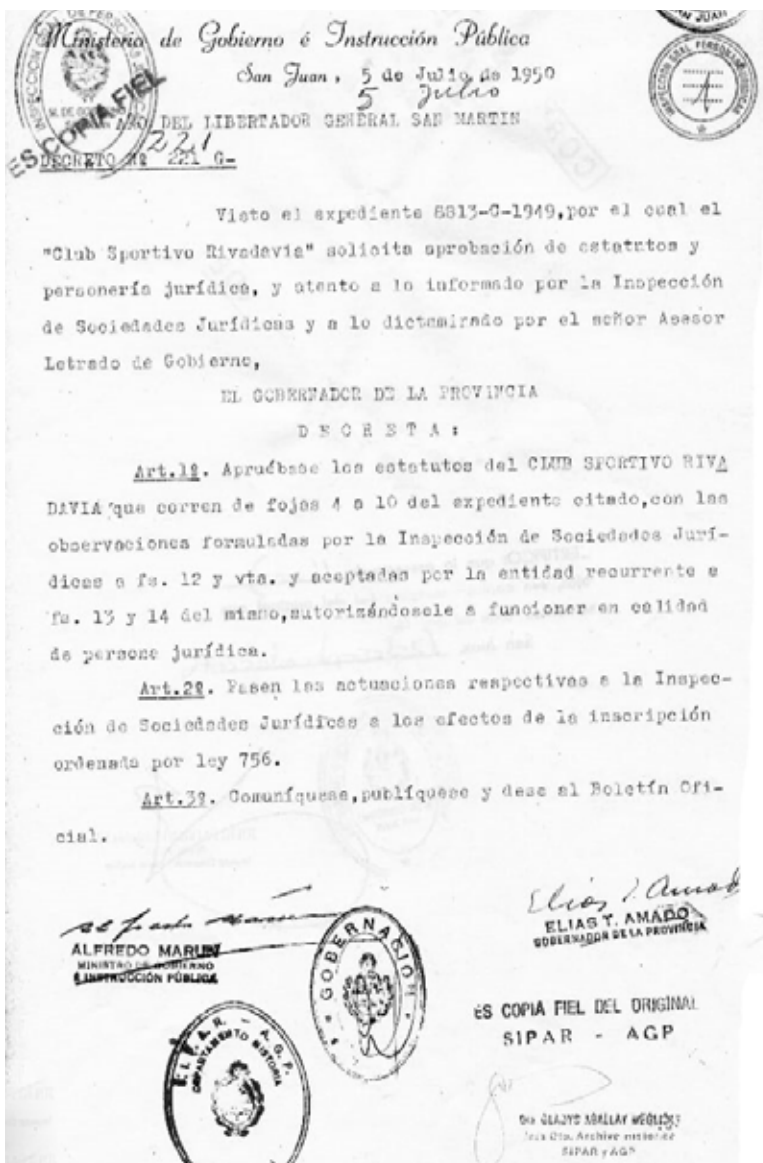 Ministerio de Gobierno é Instrucción Pública
San Juan, 5 de Julio de 1950
5 Julio
AÑO DEL LIBERTADOR GENERAL SAN MARTIN
ES COPIA FIEL
221
DECRETO Nº 221 G-
Visto el expediente 8813-C-1949,por el cual el
"Club Sportivo Rivadavia" solicita aprobación de estatutos y
personería jurídica, y atento a lo informado por la Inspección
de Sociedades Jurídicas y a lo dictaminado por el señor Asesor
Letrado de Gobierno,
EL GOBERNADOR DE LA PROVINCIA
D E C R E T A :
Art.1º. Apruébase los estatutos del CLUB SPORTIVO RIVA
DAVIA que corren de fojas 4 a 10 del expediente citado,con las
observaciones formuladas por la Inspección de Sociedades Jurí-
dicas a fs. 12 y vta. y aceptadas por la entidad recurrente a
fs. 13 y 14 del mismo,autorizándosele a funcionar en calidad
de persona jurídica.
Art.2º. Pasen las actuaciones respectivas a la Inspec-
ción de Sociedades Jurídicas a los efectos de la inscripción
ordenada por ley 756.
Art.3º. Comuníquese,publíquese y dese al Boletín Ofi-
cial.
Elias T. Amado
ELIAS T. AMADO
GOBERNADOR DE LA PROVINCIA
ALFREDO MARUN
MINISTRO DE GOBIERNO
É INSTRUCCIÓN PÚBLICA
GOBERNACION
ES COPIA FIEL DEL ORIGINAL
SIPAR - AGP
S.I.P.A.R. - A.G.P.
DEPARTAMENTO HISTORIA
SIPAR y AGP